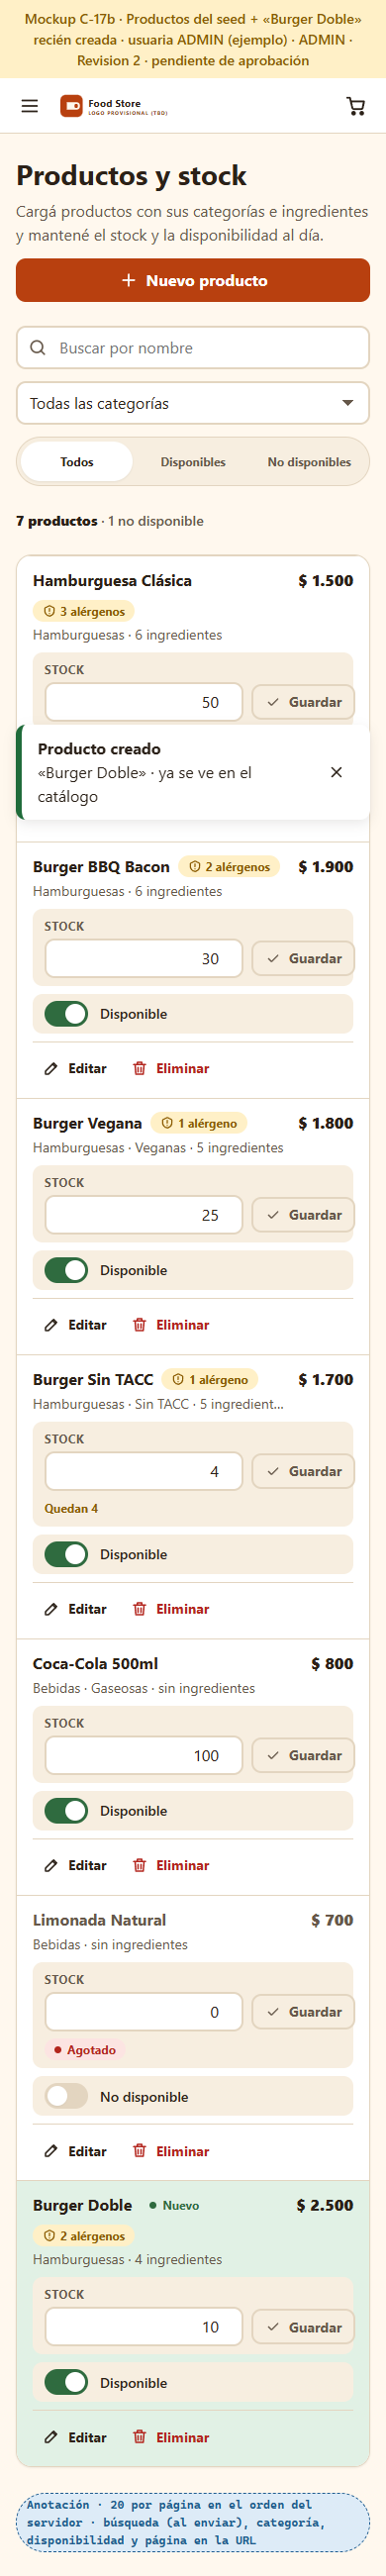 Mockup C-17b · Productos del seed + «Burger Doble»
recién creada · usuaria ADMIN (ejemplo) · ADMIN ·
Revision 2 · pendiente de aprobación
Food Store
LOGO PROVISIONAL (TBD)
Productos y stock
Cargá productos con sus categorías e ingredientes
y mantené el stock y la disponibilidad al día.
Nuevo producto
Buscar por nombre
Todas las categorías
Todos Disponibles No disponibles
7 productos · 1 no disponible
Hamburguesa Clásica $ 1.500
3 alérgenos
Hamburguesas · 6 ingredientes
STOCK
50 Guardar
Producto creado
«Burger Doble» · ya se ve en el
catálogo
Burger BBQ Bacon 2 alérgenos $ 1.900
Hamburguesas · 6 ingredientes
STOCK
30 Guardar
Disponible
Editar Eliminar
Burger Vegana 1 alérgeno $ 1.800
Hamburguesas · Veganas · 5 ingredientes
STOCK
25 Guardar
Disponible
Editar Eliminar
Burger Sin TACC 1 alérgeno $ 1.700
Hamburguesas · Sin TACC · 5 ingredient...
STOCK
4 Guardar
Quedan 4
Disponible
Editar Eliminar
Coca-Cola 500ml $ 800
Bebidas · Gaseosas · sin ingredientes
STOCK
100 Guardar
Disponible
Editar Eliminar
Limonada Natural $ 700
Bebidas · sin ingredientes
STOCK
0 Guardar
Agotado
No disponible
Editar Eliminar
Burger Doble Nuevo $ 2.500
2 alérgenos
Hamburguesas · 4 ingredientes
STOCK
10 Guardar
Disponible
Editar Eliminar
Anotación · 20 por página en el orden del
servidor · búsqueda (al enviar), categoría,
disponibilidad y página en la URL